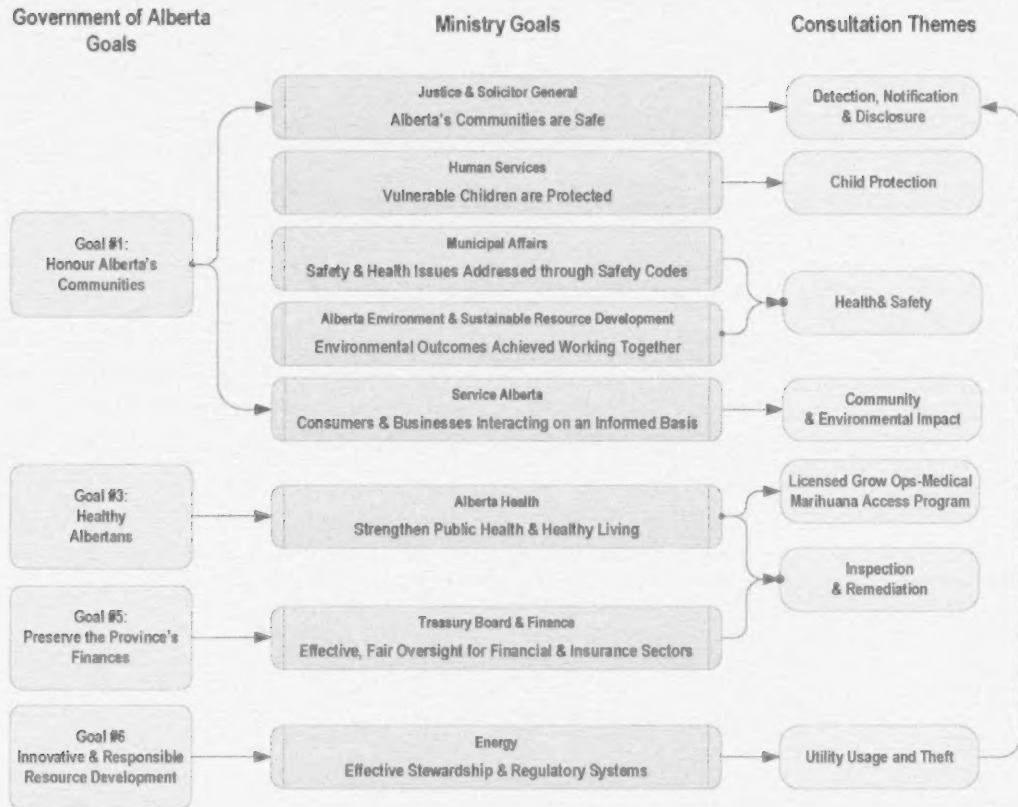 Government of Alberta
Goals
Ministry Goals
Consultation Themes
Justice & Solicitor General
Alberta's Communities are Safe
Detection, Notification
& Disclosure
Human Services
Vulnerable Children are Protected
Child Protection
Goal #1:
Honour Alberta's
Communities
Municipal Affairs
Safety & Health Issues Addressed through Safety Codes
Alberta Environment & Sustainable Resource Development
Environmental Outcomes Achieved Working Together
Health& Safety
Service Alberta
Consumers & Businesses Interacting on an Informed Basis
Community
& Environmental Impact
Goal #3:
Healthy
Albertans
Alberta Health
Strengthen Public Health & Healthy Living
Licensed Grow Ops-Medical
Marihuana Access Program
Inspection
& Remediation
Goal #5:
Preserve the Province's
Finances
Treasury Board & Finance
Effective, Fair Oversight for Financial & Insurance Sectors
Goal #6
Innovative & Responsible
Resource Development
Energy
Effective Stewardship & Regulatory Systems
Utility Usage and Theft